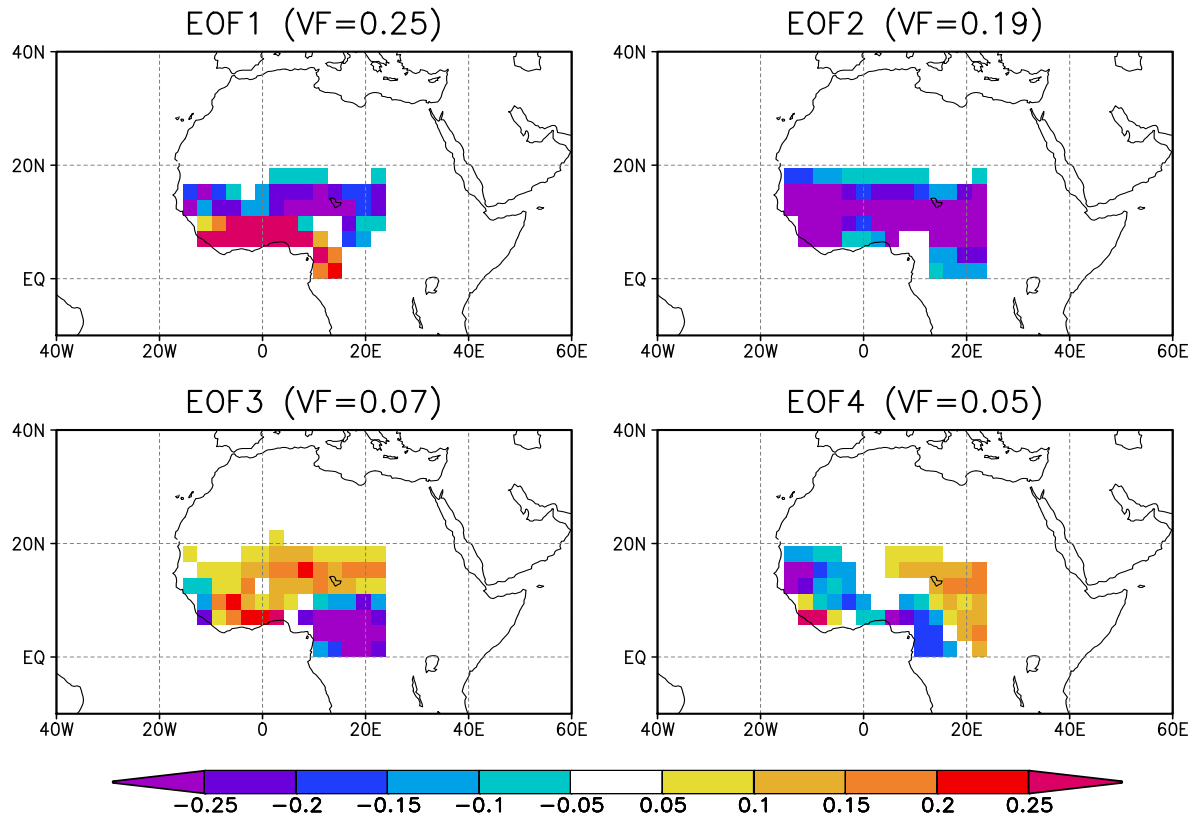 EOF1 (VF=0.25)
EOF2 (VF=0.19)
40N
20N
EQ
40W 20W 0 20E 40E 60E
40N
20N
EQ
40W 20W 0 20E 40E 60E
EOF3 (VF=0.07)
EOF4 (VF=0.05)
40N
20N
EQ
40W 20W 0 20E 40E 60E
40N
20N
EQ
40W 20W 0 20E 40E 60E
−0.25 −0.2 −0.15 −0.1 −0.05 0.05 0.1 0.15 0.2 0.25